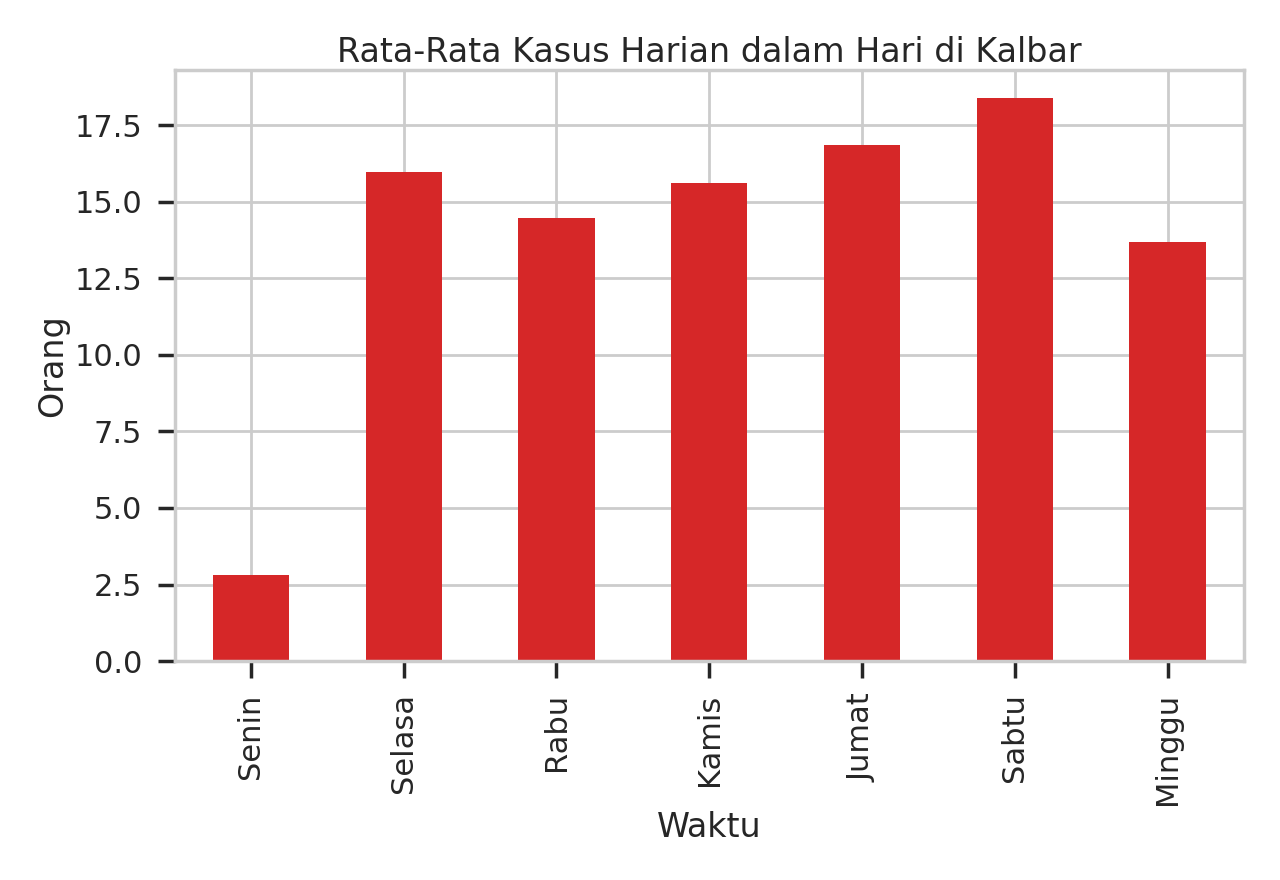 Rata-Rata Kasus Harian dalam Hari di Kalbar
17.5
15.0
12.5
10.0
7.5
5.0
2.5
0.0
Orang
Senin
Selasa
Rabu
Kamis
Jumat
Sabtu
Minggu
Waktu